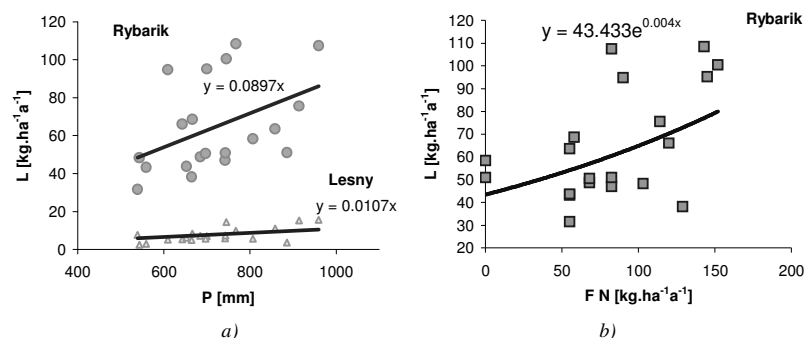 120
100
80
60
40
20
0
L [kg.ha⁻¹a⁻¹]
Rybarik
y = 0.0897x
Lesny
y = 0.0107x
400
600
800
1000
P [mm]
a)
120
110
100
90
80
70
60
50
40
30
20
L [kg.ha⁻¹a⁻¹]
y = 43.433e^0.004x
Rybarik
0
50
100
150
200
F N [kg.ha⁻¹a⁻¹]
b)